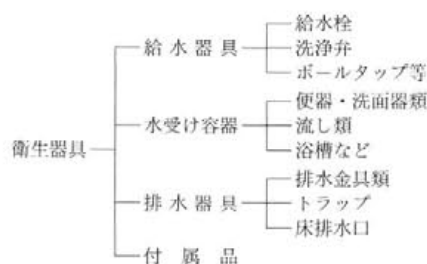 衛生器具
給水器具
給水栓
洗浄弁
ボールタップ等
水受け容器
便器・洗面器類
流し類
浴槽など
排水器具
排水金具類
トラップ
床排水口
付属品